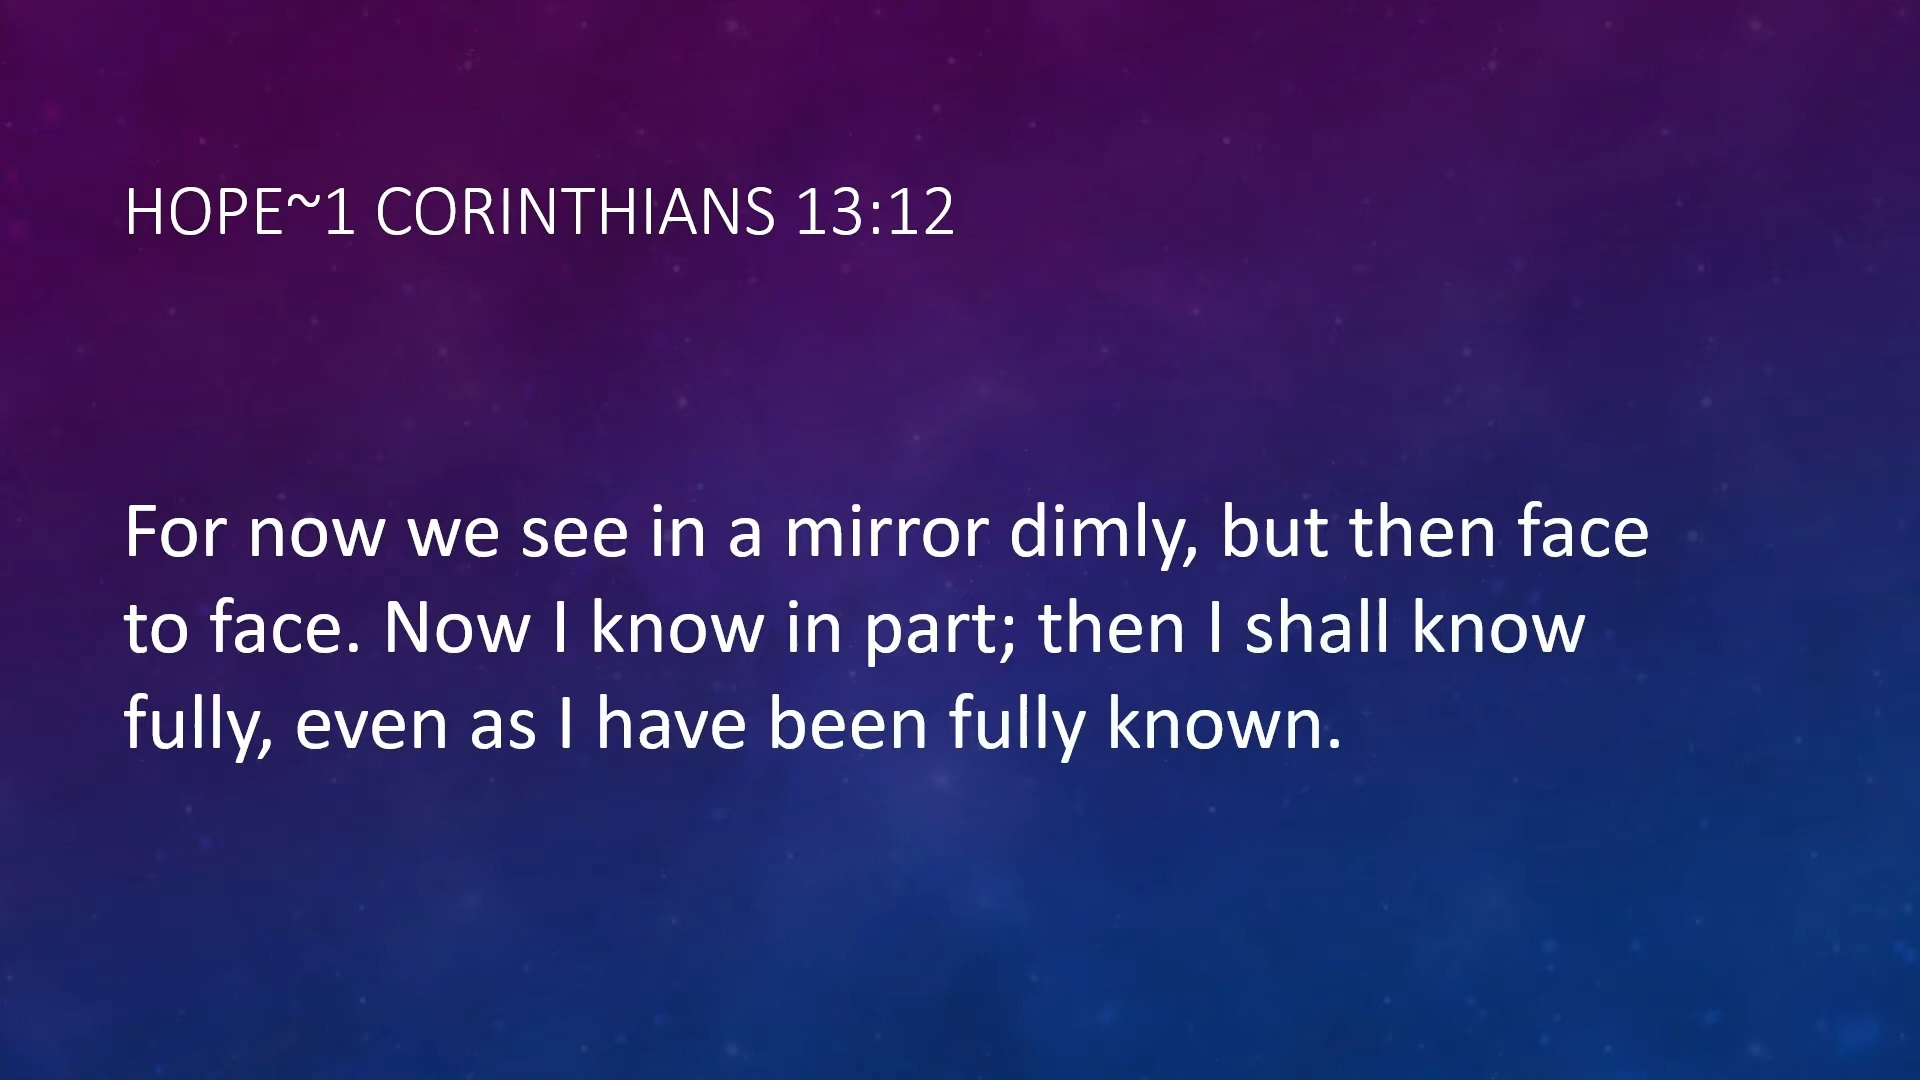 HOPE~1 CORINTHIANS 13:12
For now we see in a mirror dimly, but then face
to face. Now I know in part; then I shall know
fully, even as I have been fully known.